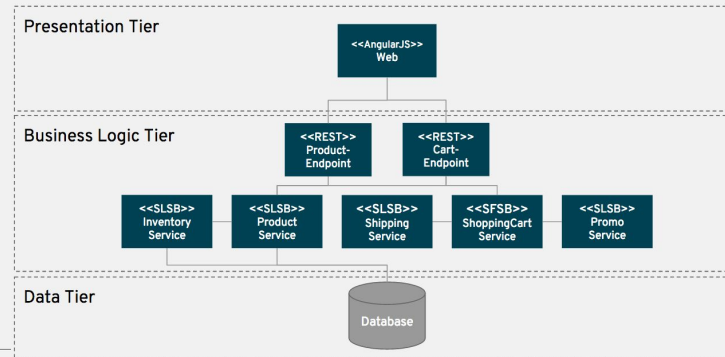 Presentation Tier
<<AngularJS>>
Web
Business Logic Tier
<<REST>>
Product-
Endpoint
<<REST>>
Cart-
Endpoint
<<SLSB>>
Inventory
Service
<<SLSB>>
Product
Service
<<SLSB>>
Shipping
Service
<<SFSB>>
ShoppingCart
Service
<<SLSB>>
Promo
Service
Data Tier
Database